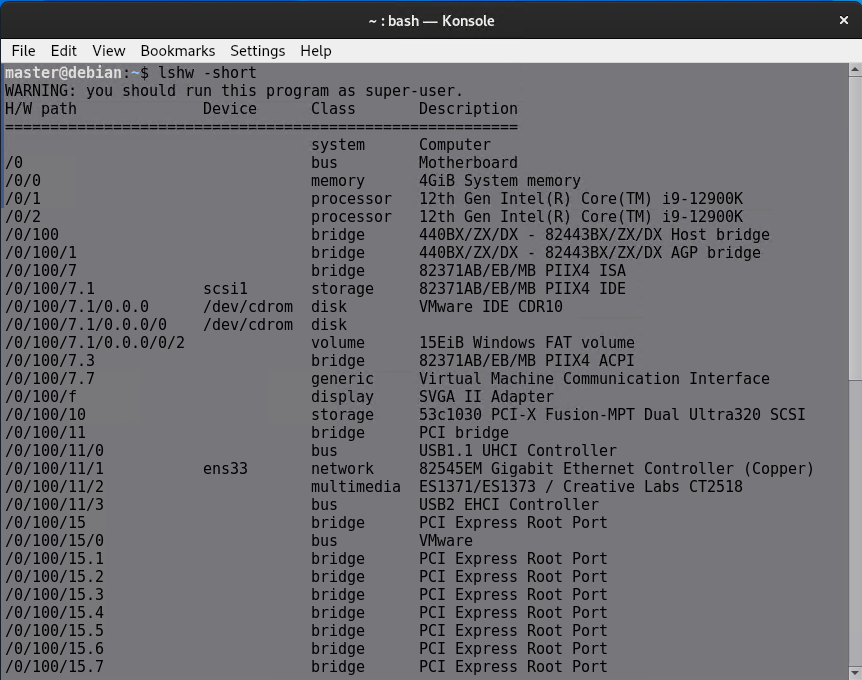 ~ : bash — Konsole
File Edit View Bookmarks Settings Help
master@debian:~$ lshw -short
WARNING: you should run this program as super-user.
H/W path              Device      Class       Description
=========================================================
                                  system      Computer
/0                                bus         Motherboard
/0/0                              memory      4GiB System memory
/0/1                              processor   12th Gen Intel(R) Core(TM) i9-12900K
/0/2                              processor   12th Gen Intel(R) Core(TM) i9-12900K
/0/100                            bridge      440BX/ZX/DX - 82443BX/ZX/DX Host bridge
/0/100/1                          bridge      440BX/ZX/DX - 82443BX/ZX/DX AGP bridge
/0/100/7                          bridge      82371AB/EB/MB PIIX4 ISA
/0/100/7.1            scsi1       storage     82371AB/EB/MB PIIX4 IDE
/0/100/7.1/0.0.0      /dev/cdrom  disk        VMware IDE CDR10
/0/100/7.1/0.0.0/0    /dev/cdrom  disk
/0/100/7.1/0.0.0/0/2              volume      15EiB Windows FAT volume
/0/100/7.3                        bridge      82371AB/EB/MB PIIX4 ACPI
/0/100/7.7                        generic     Virtual Machine Communication Interface
/0/100/f                          display     SVGA II Adapter
/0/100/10                         storage     53c1030 PCI-X Fusion-MPT Dual Ultra320 SCSI
/0/100/11                         bridge      PCI bridge
/0/100/11/0                       bus         USB1.1 UHCI Controller
/0/100/11/1           ens33       network     82545EM Gigabit Ethernet Controller (Copper)
/0/100/11/2                       multimedia  ES1371/ES1373 / Creative Labs CT2518
/0/100/11/3                       bus         USB2 EHCI Controller
/0/100/15                         bridge      PCI Express Root Port
/0/100/15/0                       bus         VMware
/0/100/15.1                       bridge      PCI Express Root Port
/0/100/15.2                       bridge      PCI Express Root Port
/0/100/15.3                       bridge      PCI Express Root Port
/0/100/15.4                       bridge      PCI Express Root Port
/0/100/15.5                       bridge      PCI Express Root Port
/0/100/15.6                       bridge      PCI Express Root Port
/0/100/15.7                       bridge      PCI Express Root Port